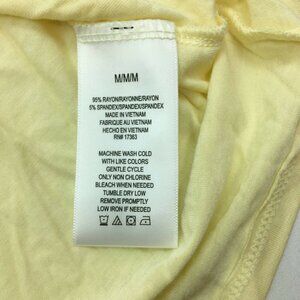 M/M/M
95% RAYON/RAYONNE/RAYON
5% SPANDEX/SPANDEX/SPANDEX
MADE IN VIETNAM
FABRIQUE AU VIETNAM
HECHO EN VIETNAM
RN# 17363
MACHINE WASH COLD
WITH LIKE COLORS
GENTLE CYCLE
ONLY NON CHLORINE
BLEACH WHEN NEEDED
TUMBLE DRY LOW
REMOVE PROMPTLY
LOW IRON IF NEEDED